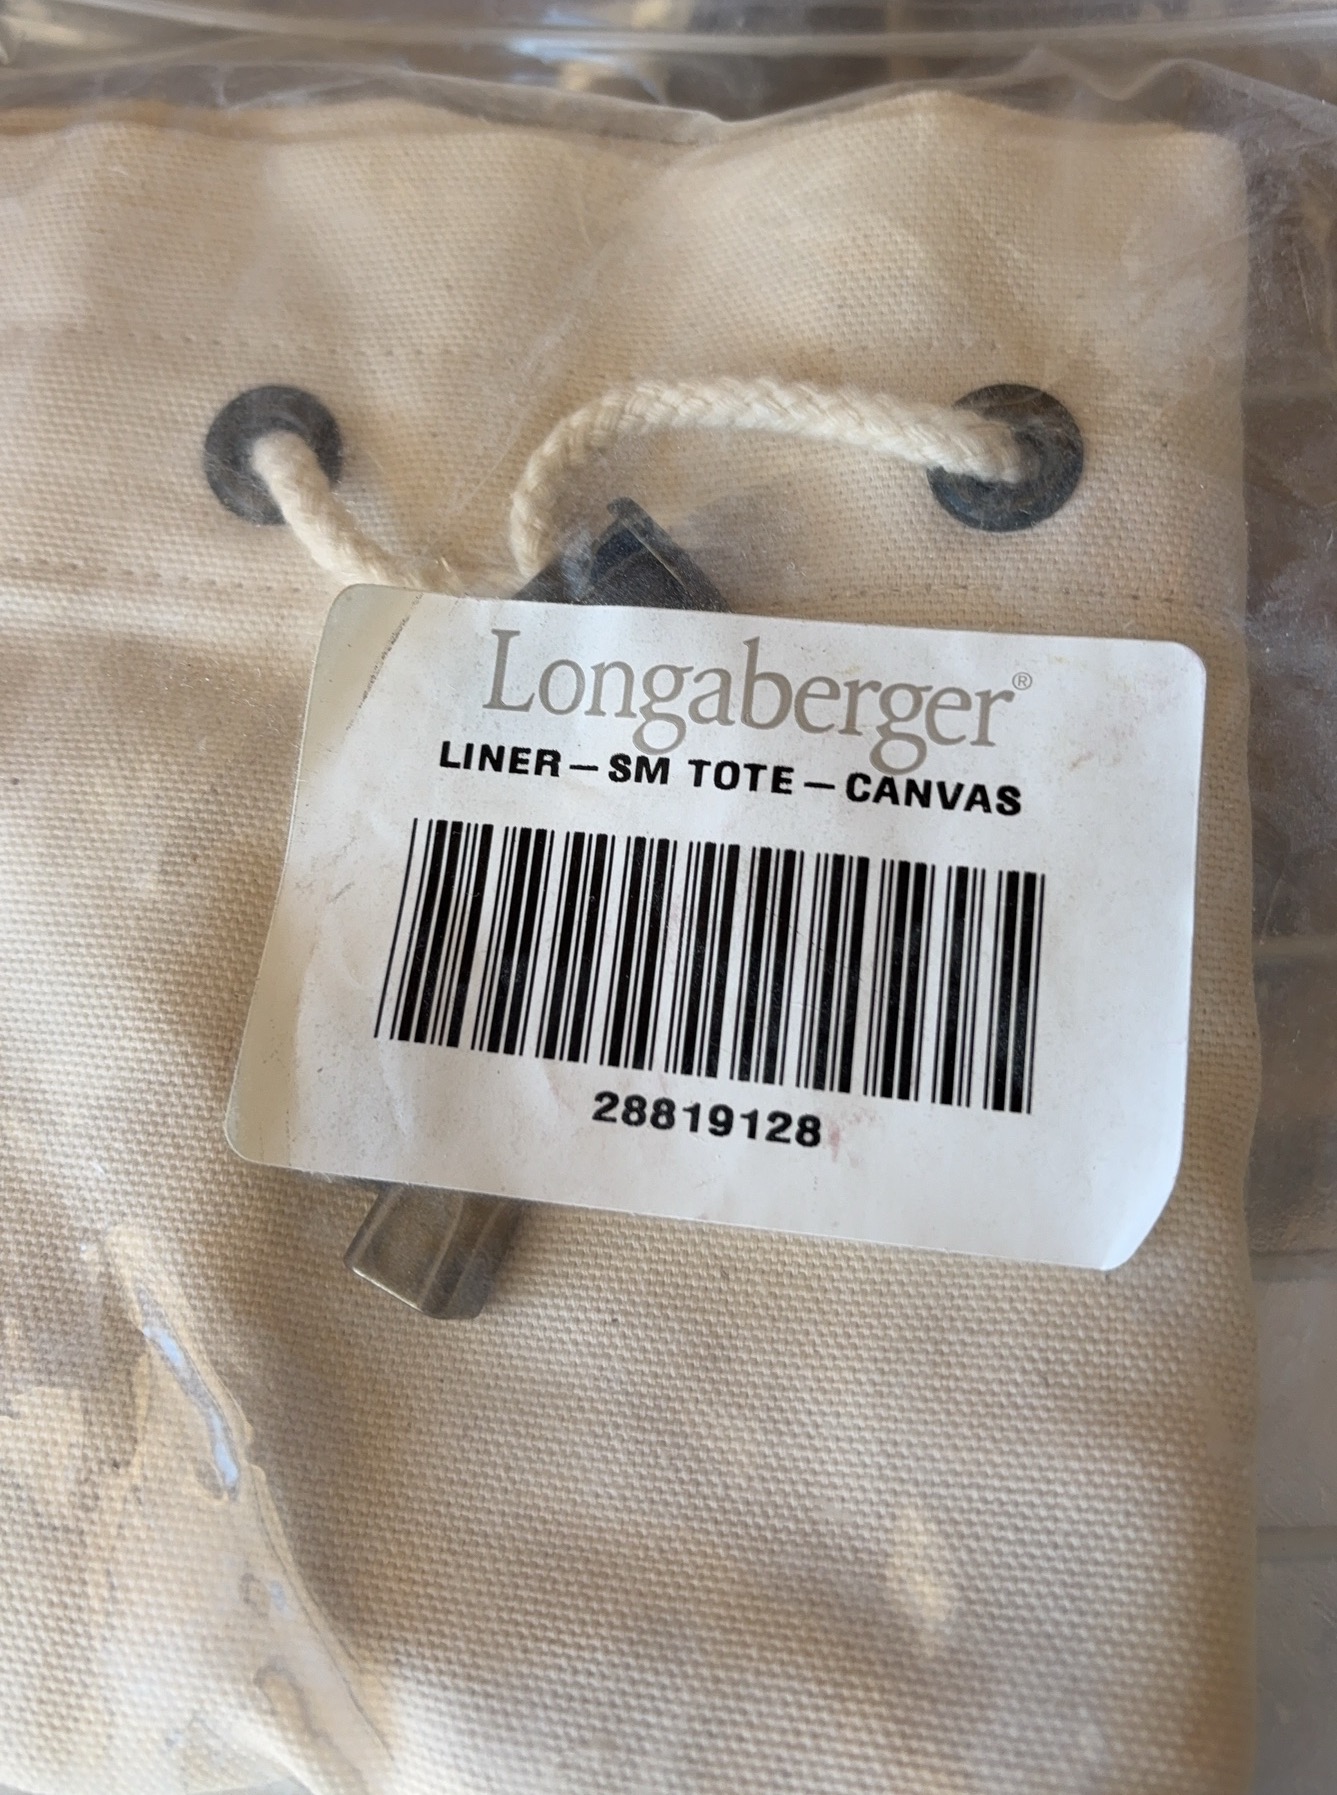 Longaberger®
LINER–SM TOTE–CANVAS
28819128